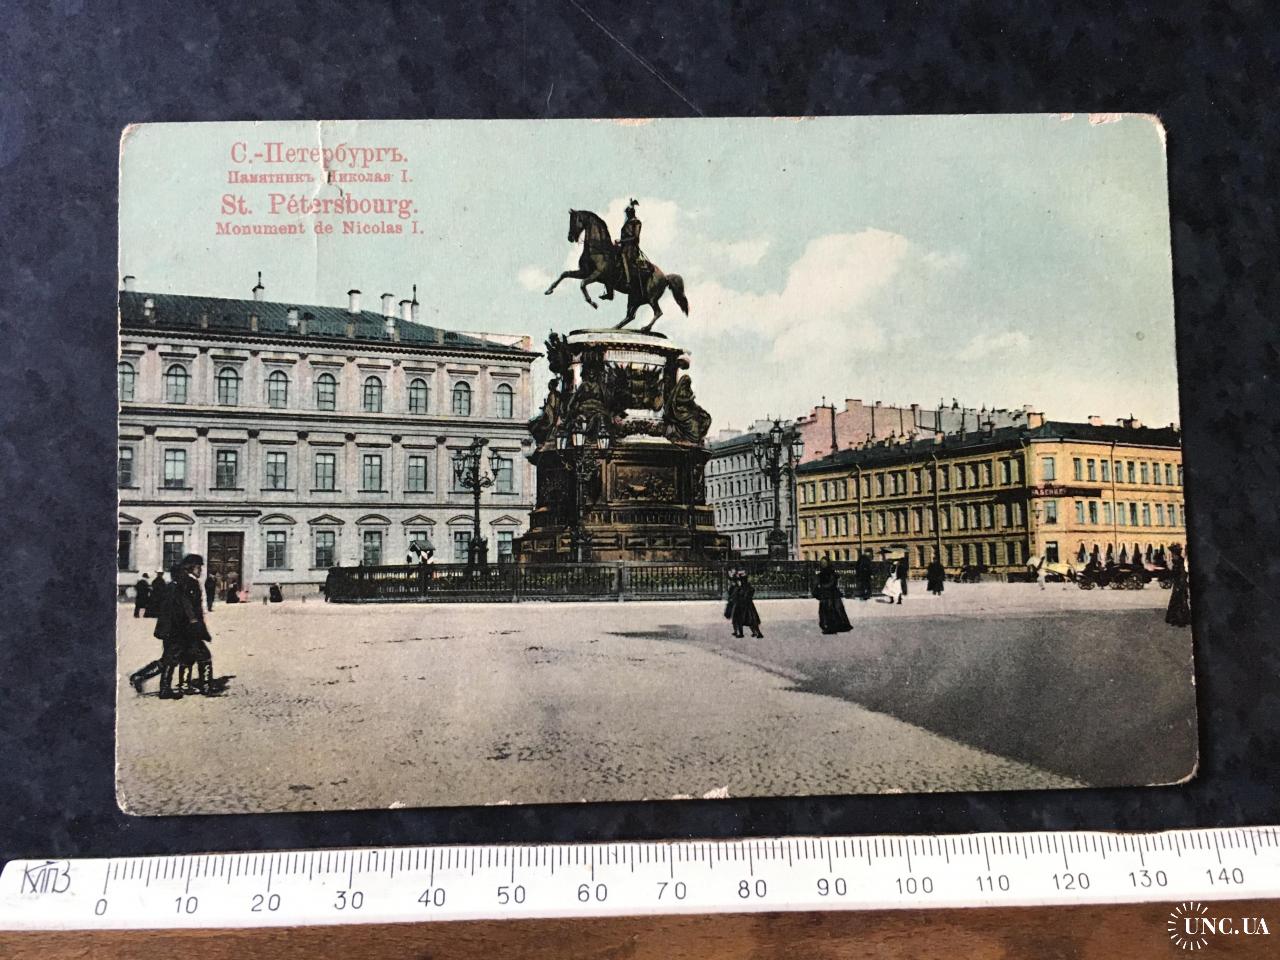 С.-Петербургъ.
Памятникъ Николая I.
St. Pétersbourg.
Monument de Nicolas I.
0 10 20 30 40 50 60 70 80 90 100 110 120 130 140
UNC.UA